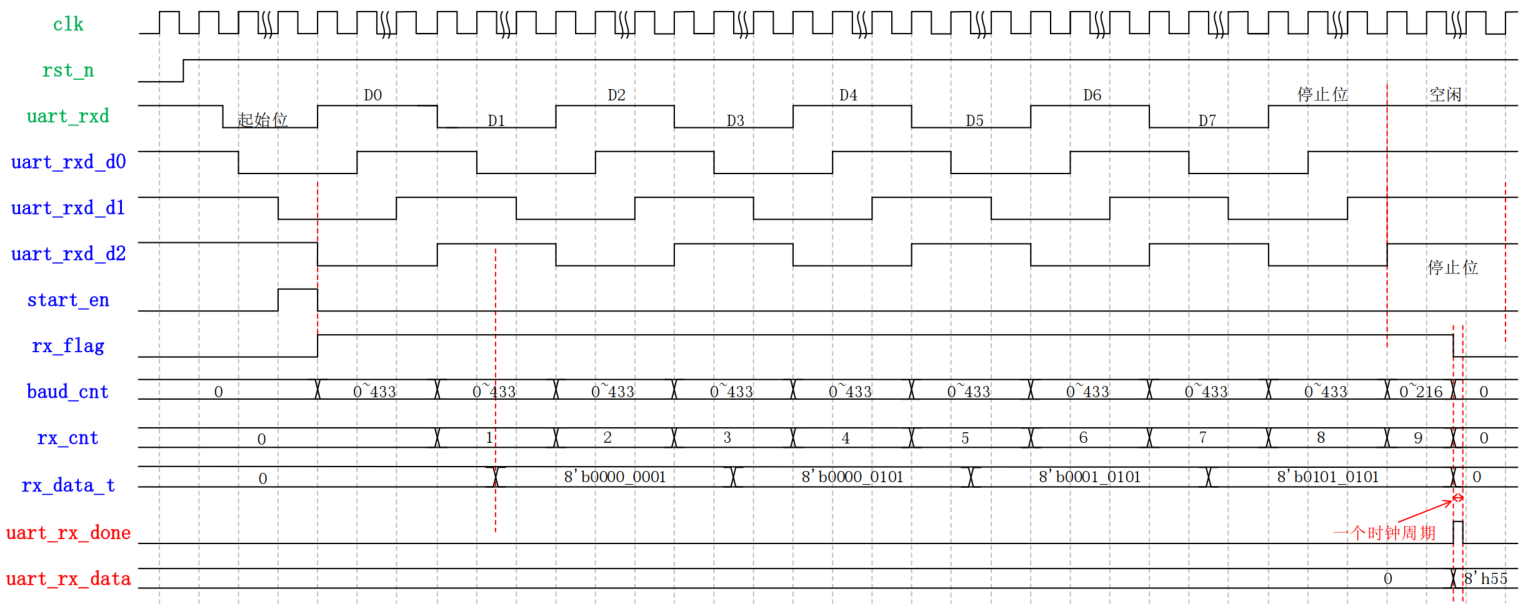 clk
rst_n
D0 D2 D4 D6 停止位 空闲
uart_rxd 起始位 D1 D3 D5 D7
uart_rxd_d0
uart_rxd_d1
uart_rxd_d2
停止位
start_en
rx_flag
baud_cnt 0 0~433 0~433 0~433 0~433 0~433 0~433 0~433 0~433 0~433 0~216 0
rx_cnt 0 1 2 3 4 5 6 7 8 9 0
rx_data_t 0 8'b0000_0001 8'b0000_0101 8'b0001_0101 8'b0101_0101 0
uart_rx_done 一个时钟周期
uart_rx_data 0 8'h55